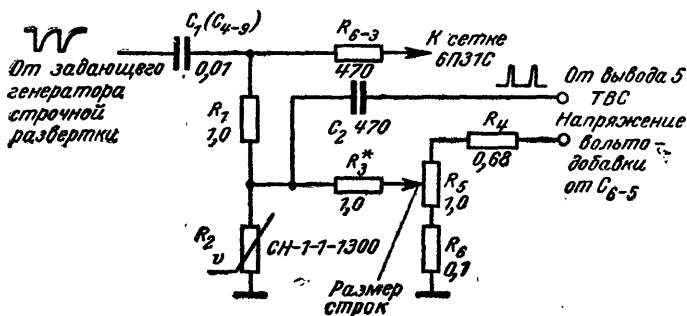 C₁(C₄₋₉)
0,01
R₆₋₃
470
К сетке
6П31С
От задающего
генератора
строчной
развертки
R₁
1,0
C₂ 470
От вывода 5
ТВС
Напряжение
вольто-
добавки
от C₆₋₅
R₄
0,68
R₃*
1,0
R₅
1,0
R₂
υ
СН-1-1-1300
R₆
0,1
Размер
строк